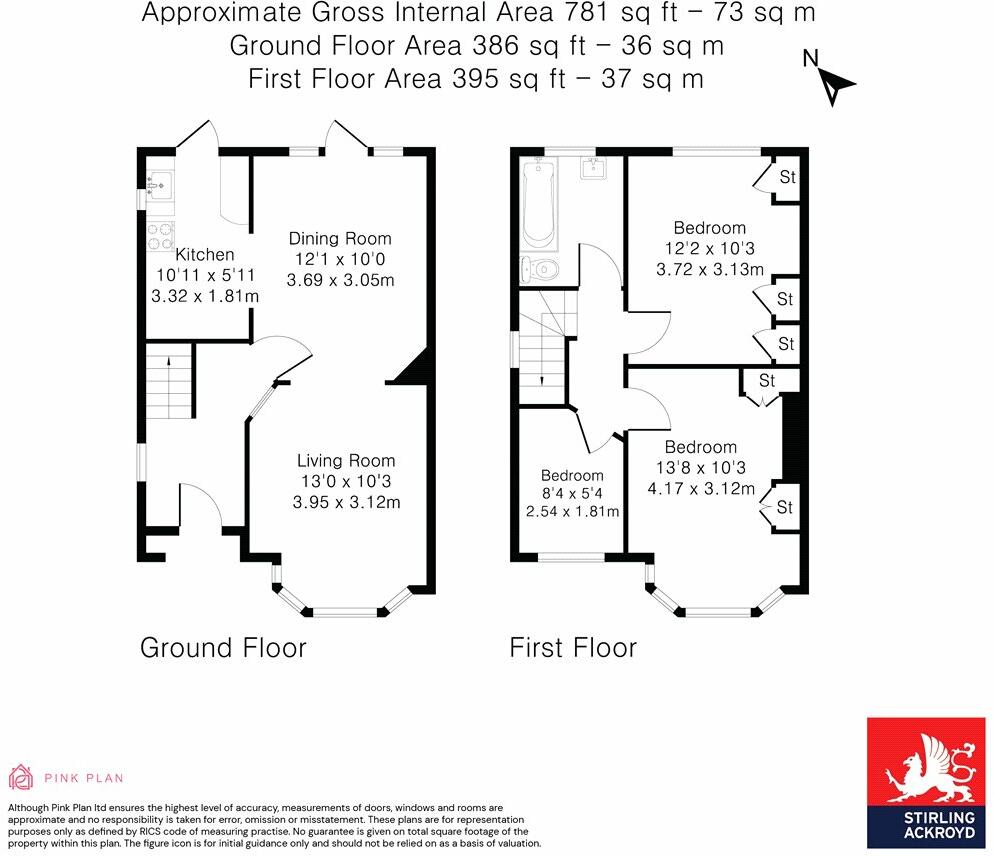 Approximate Gross Internal Area 781 sq ft – 73 sq m
Ground Floor Area 386 sq ft – 36 sq m
First Floor Area 395 sq ft – 37 sq m
N
Kitchen
10'11 x 5'11
3.32 x 1.81m
Dining Room
12'1 x 10'0
3.69 x 3.05m
Living Room
13'0 x 10'3
3.95 x 3.12m
Ground Floor
St
Bedroom
12'2 x 10'3
3.72 x 3.13m
St
St
St
Bedroom
13'8 x 10'3
4.17 x 3.12m
St
Bedroom
8'4 x 5'4
2.54 x 1.81m
First Floor
PINK PLAN
Although Pink Plan ltd ensures the highest level of accuracy, measurements of doors, windows and rooms are
approximate and no responsibility is taken for error, omission or misstatement. These plans are for representation
purposes only as defined by RICS code of measuring practise. No guarantee is given on total square footage of the
property within this plan. The figure icon is for initial guidance only and should not be relied on as a basis of valuation.
STIRLING
ACKROYD